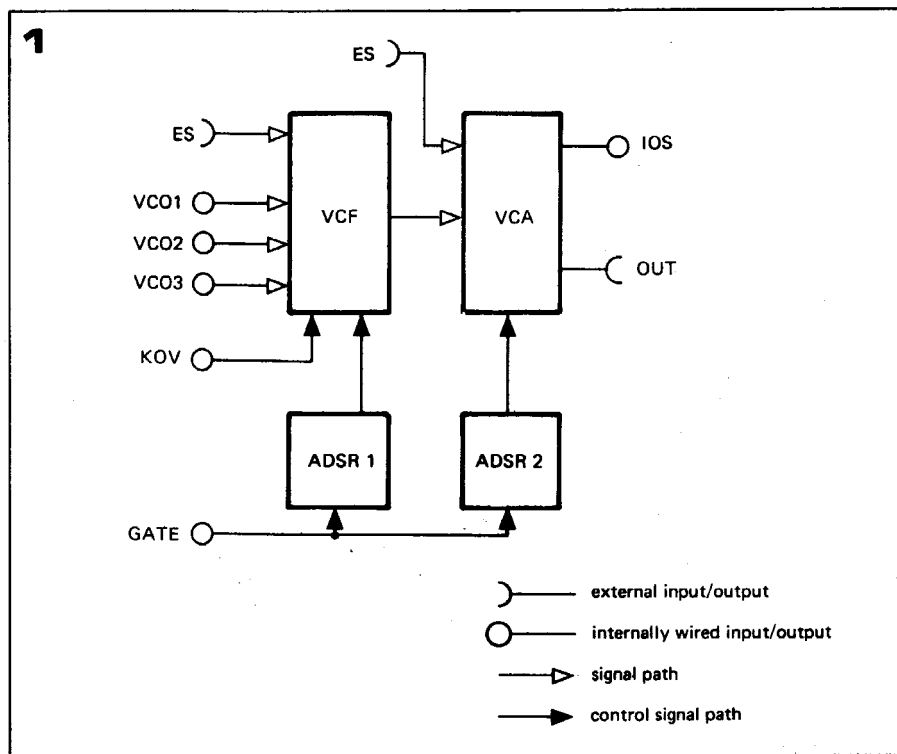 1
ES
ES
IOS
VCO1
VCF
VCA
VCO2
OUT
VCO3
KOV
ADSR 1
ADSR 2
GATE
external input/output
internally wired input/output
signal path
control signal path